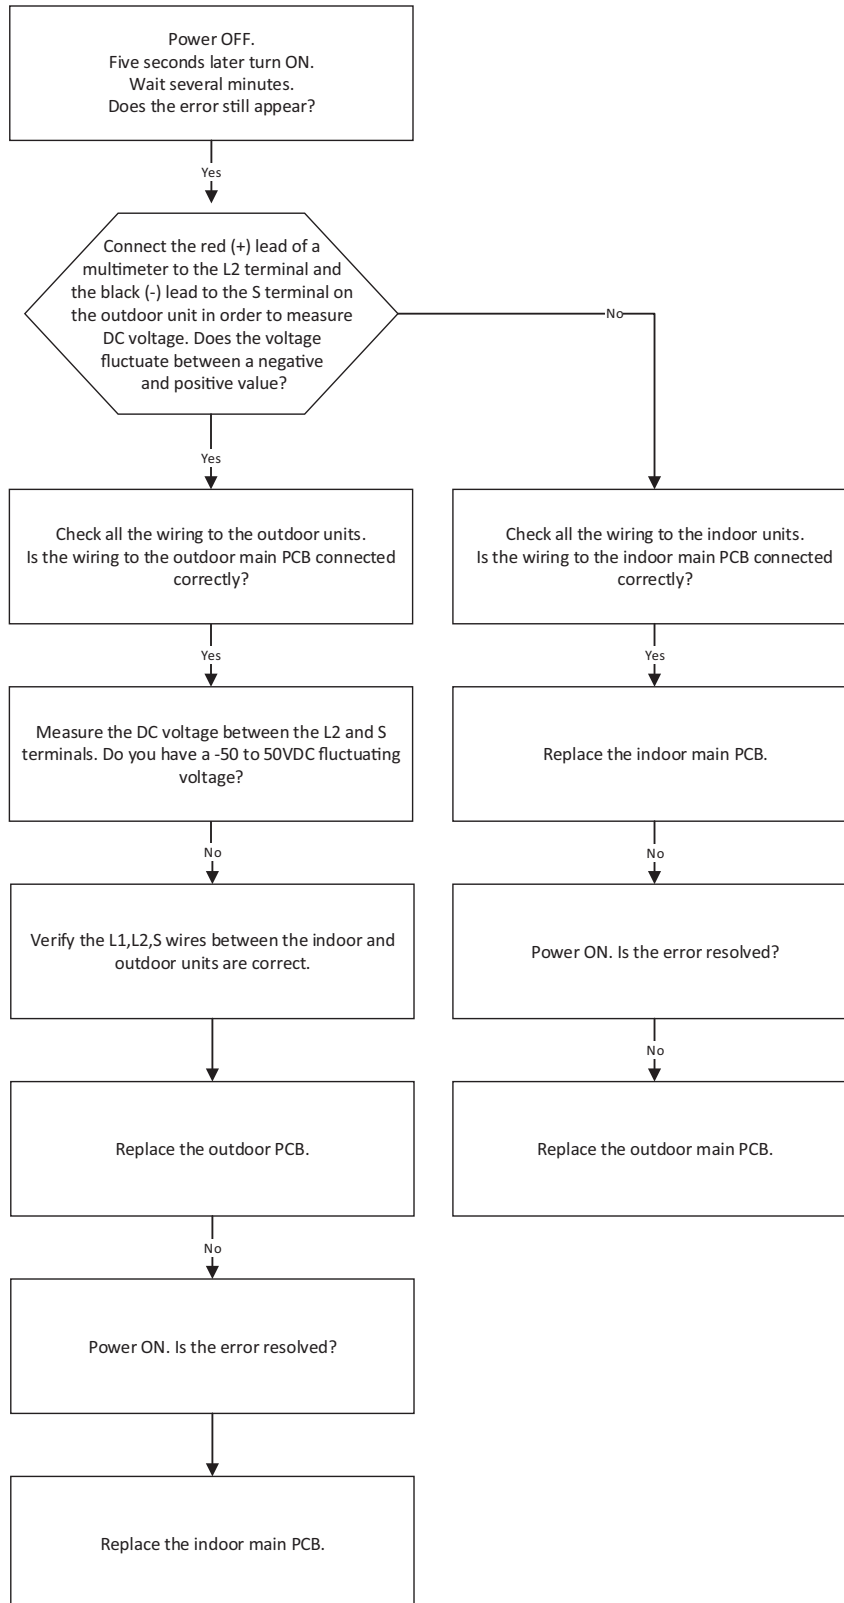 Power OFF.
Five seconds later turn ON.
Wait several minutes.
Does the error still appear?
Yes
Connect the red (+) lead of a
multimeter to the L2 terminal and
the black (-) lead to the S terminal on
the outdoor unit in order to measure
DC voltage. Does the voltage
fluctuate between a negative
and positive value?
No
Yes
Check all the wiring to the outdoor units.
Is the wiring to the outdoor main PCB connected
correctly?
Check all the wiring to the indoor units.
Is the wiring to the indoor main PCB connected
correctly?
Yes
Yes
Measure the DC voltage between the L2 and S
terminals. Do you have a -50 to 50VDC fluctuating
voltage?
Replace the indoor main PCB.
No
No
Verify the L1,L2,S wires between the indoor and
outdoor units are correct.
Power ON. Is the error resolved?
No
Replace the outdoor PCB.
Replace the outdoor main PCB.
No
Power ON. Is the error resolved?
Replace the indoor main PCB.